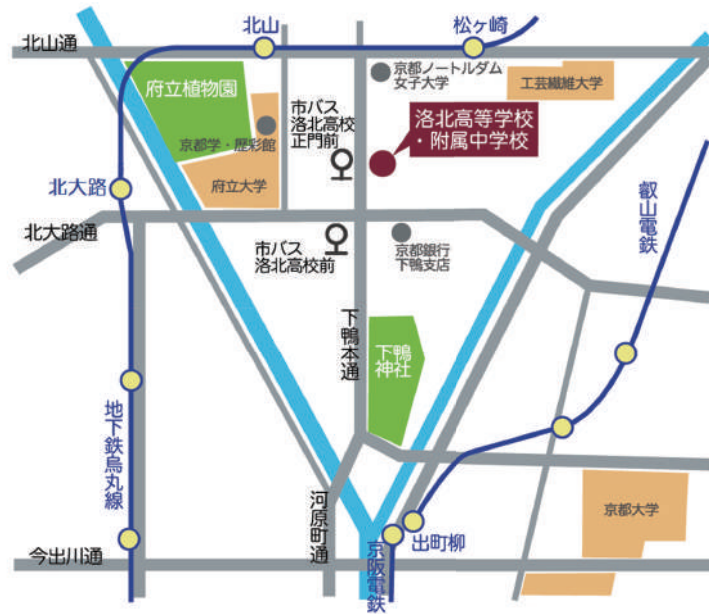 北山
松ヶ崎
北山通
京都ノートルダム
女子大学
工芸繊維大学
府立植物園
市バス
洛北高校
正門前
洛北高等学校
・附属中学校
京都学・歴彩館
北大路
府立大学
叡山電鉄
北大路通
市バス
洛北高校前
京都銀行
下鴨支店
下鴨本通
下鴨
神社
地下鉄烏丸線
河原町通
京都大学
出町柳
今出川通
京阪電鉄